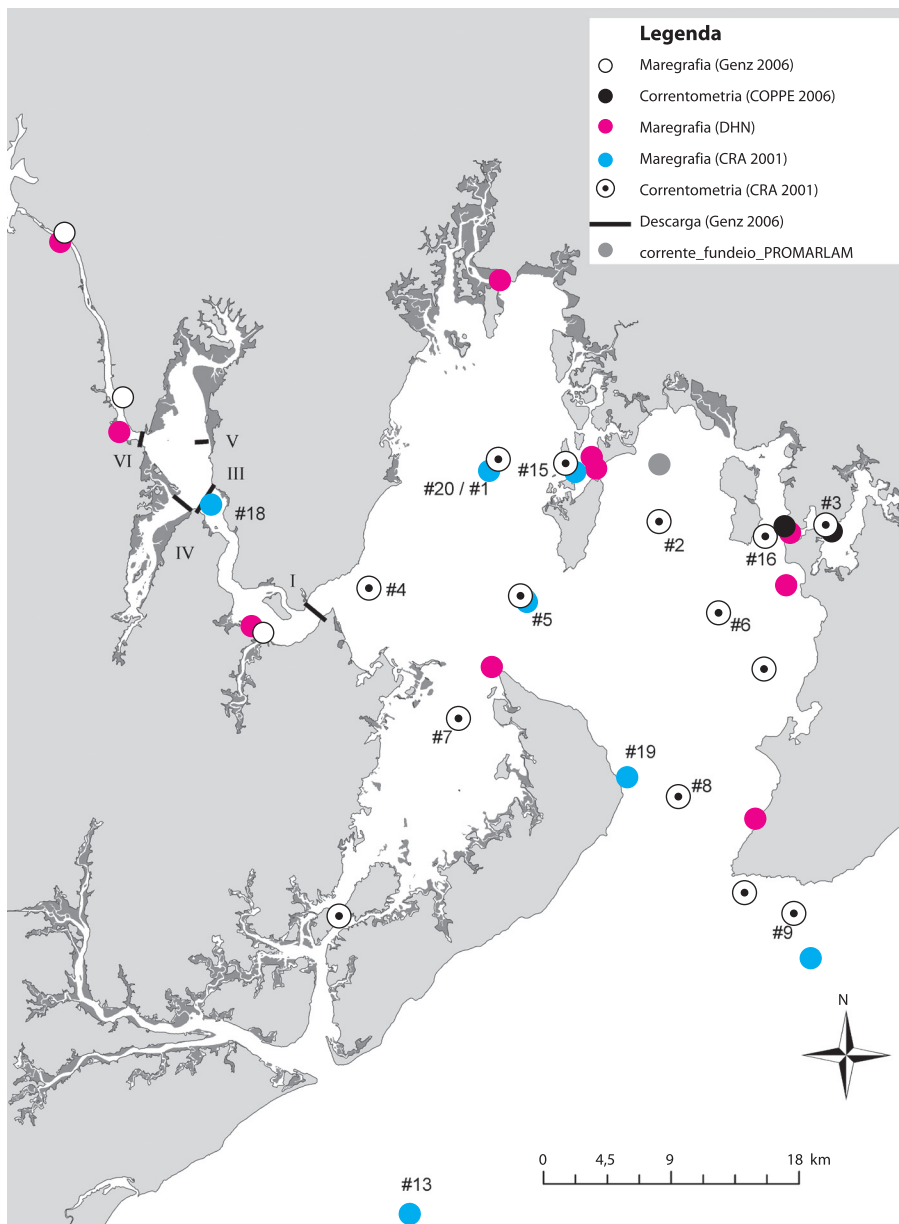 Legenda
Maregrafia (Genz 2006)
Correntometria (COPPE 2006)
Maregrafia (DHN)
Maregrafia (CRA 2001)
Correntometria (CRA 2001)
Descarga (Genz 2006)
corrente_fundeio_PROMARLAM
VI
V
III
#18
IV
I
#20 / #1
#15
#2
#3
#16
#4
#5
#6
#7
#19
#8
#9
N
0 4,5 9 18 km
#13